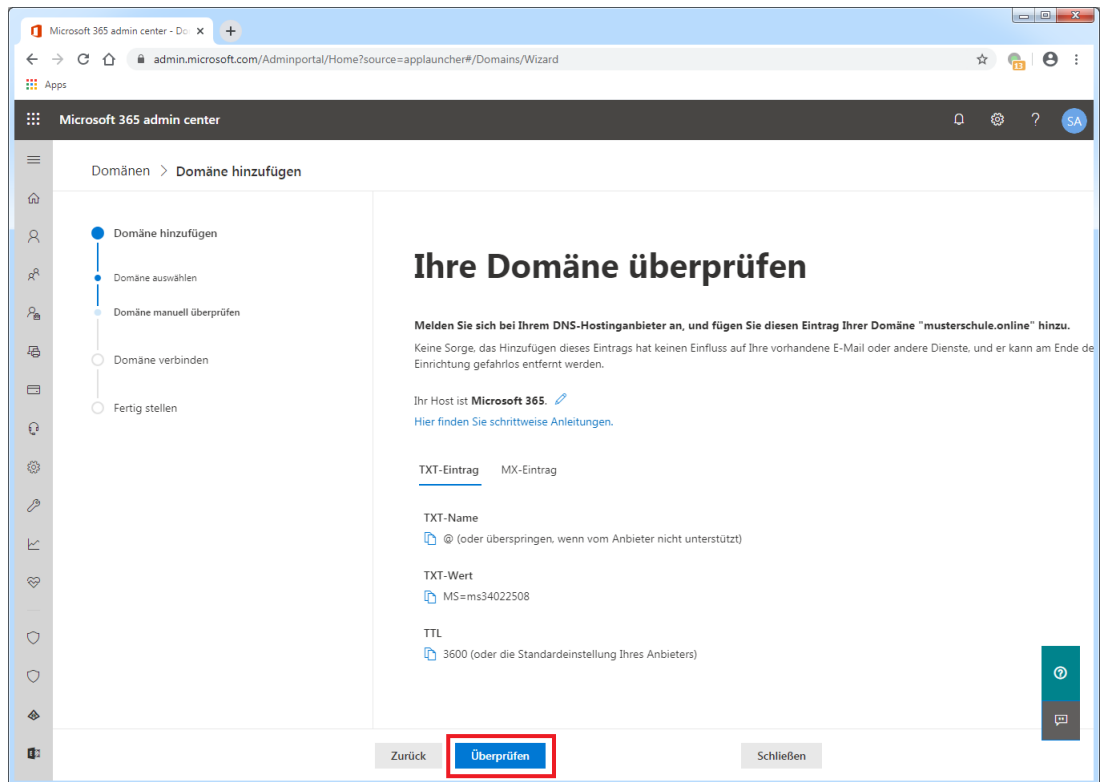 Microsoft 365 admin center - Do
admin.microsoft.com/Adminportal/Home?source=applauncher#/Domains/Wizard
13
Apps
Microsoft 365 admin center
SA
Domänen > Domäne hinzufügen
Domäne hinzufügen
Domäne auswählen
Domäne manuell überprüfen
Domäne verbinden
Fertig stellen
Ihre Domäne überprüfen
Melden Sie sich bei Ihrem DNS-Hostinganbieter an, und fügen Sie diesen Eintrag Ihrer Domäne "musterschule.online" hinzu.
Keine Sorge, das Hinzufügen dieses Eintrags hat keinen Einfluss auf Ihre vorhandene E-Mail oder andere Dienste, und er kann am Ende de
Einrichtung gefahrlos entfernt werden.
Ihr Host ist Microsoft 365.
Hier finden Sie schrittweise Anleitungen.
TXT-Eintrag MX-Eintrag
TXT-Name
@ (oder überspringen, wenn vom Anbieter nicht unterstützt)
TXT-Wert
MS=ms34022508
TTL
3600 (oder die Standardeinstellung Ihres Anbieters)
Zurück Überprüfen Schließen